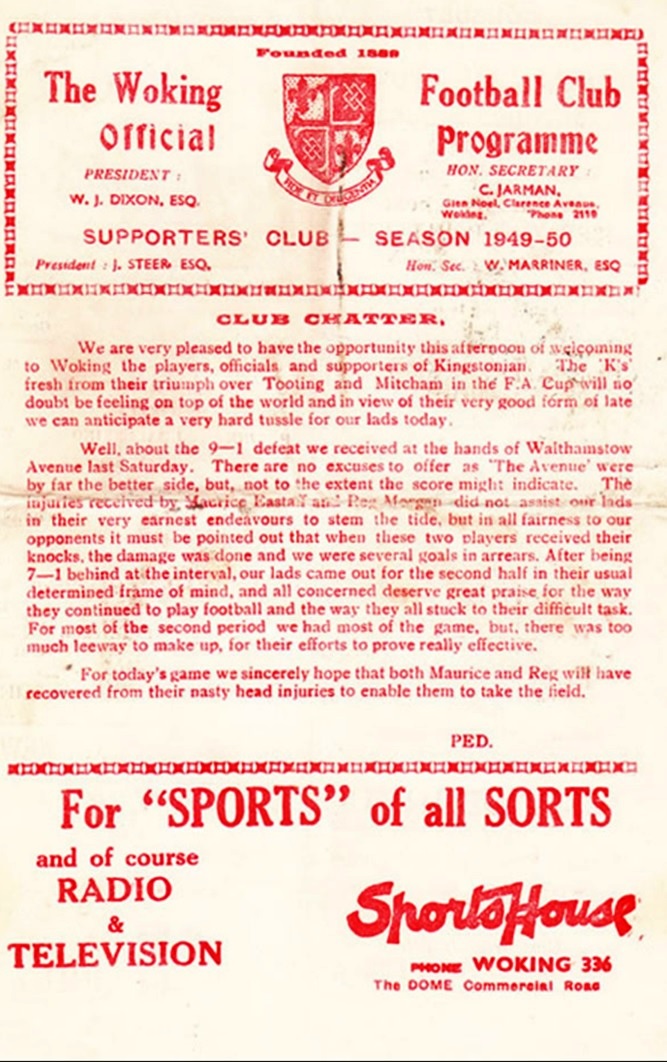 Founded 1889
The Woking Football Club
Official Programme
PRESIDENT :
W. J. DIXON, ESQ.
HON. SECRETARY :
C. JARMAN,
Glen Noel, Clarence Avenue,
Woking. 'Phone 2110
FIDE ET DILIGENTIA
SUPPORTERS' CLUB — SEASON 1949-50
President : J. STEER, ESQ.
Hon. Sec. : W. MARRINER, ESQ
CLUB CHATTER,
We are very pleased to have the opportunity this afternoon of welcoming
to Woking the players, officials and supporters of Kingstonian. The 'K's'
fresh from their triumph over Tooting and Mitcham in the F.A. Cup will no
doubt be feeling on top of the world and in view of their very good form of late
we can anticipate a very hard tussle for our lads today.
Well, about the 9—1 defeat we received at the hands of Walthamstow
Avenue last Saturday. There are no excuses to offer as 'The Avenue' were
by far the better side, but, not to the extent the score might indicate. The
injuries received by Maurice Eastaff and Reg Morgan did not assist our lads
in their very earnest endeavours to stem the tide, but in all fairness to our
opponents it must be pointed out that when these two players received their
knocks, the damage was done and we were several goals in arrears. After being
7—1 behind at the interval, our lads came out for the second half in their usual
determined frame of mind, and all concerned deserve great praise for the way
they continued to play football and the way they all stuck to their difficult task.
For most of the second period we had most of the game, but, there was too
much leeway to make up, for their efforts to prove really effective.
For today's game we sincerely hope that both Maurice and Reg will have
recovered from their nasty head injuries to enable them to take the field.
PED.
For "SPORTS" of all SORTS
and of course
RADIO
&
TELEVISION
SportsHouse
PHONE WOKING 336
The DOME Commercial Road